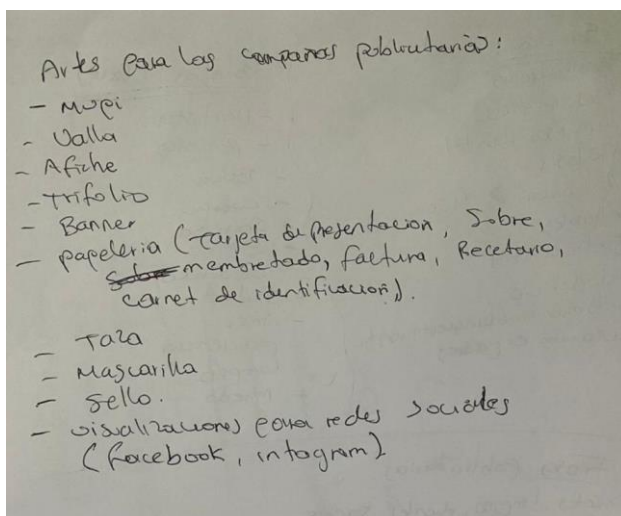 Artes para las campañas publicitarias:
- Mupi
- Valla
- Afiche
- Trifolio
- Banner
- papeleria (tarjeta de presentacion, Sobre,
membretado, factura, Recetario,
carnet de identificacion).
- Taza
- Mascarilla
- Sello.
- visualizaciones para redes sociales
(facebook, intagram)